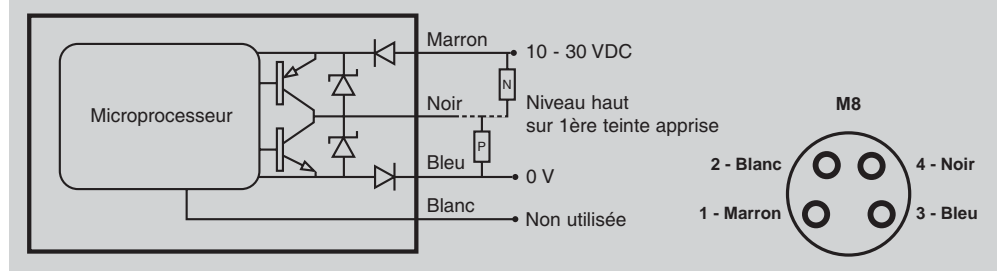 Microprocesseur
Marron
10 - 30 VDC
N
Noir
Niveau haut
sur 1ère teinte apprise
P
Bleu
0 V
Blanc
Non utilisée
M8
2 - Blanc
4 - Noir
1 - Marron
3 - Bleu